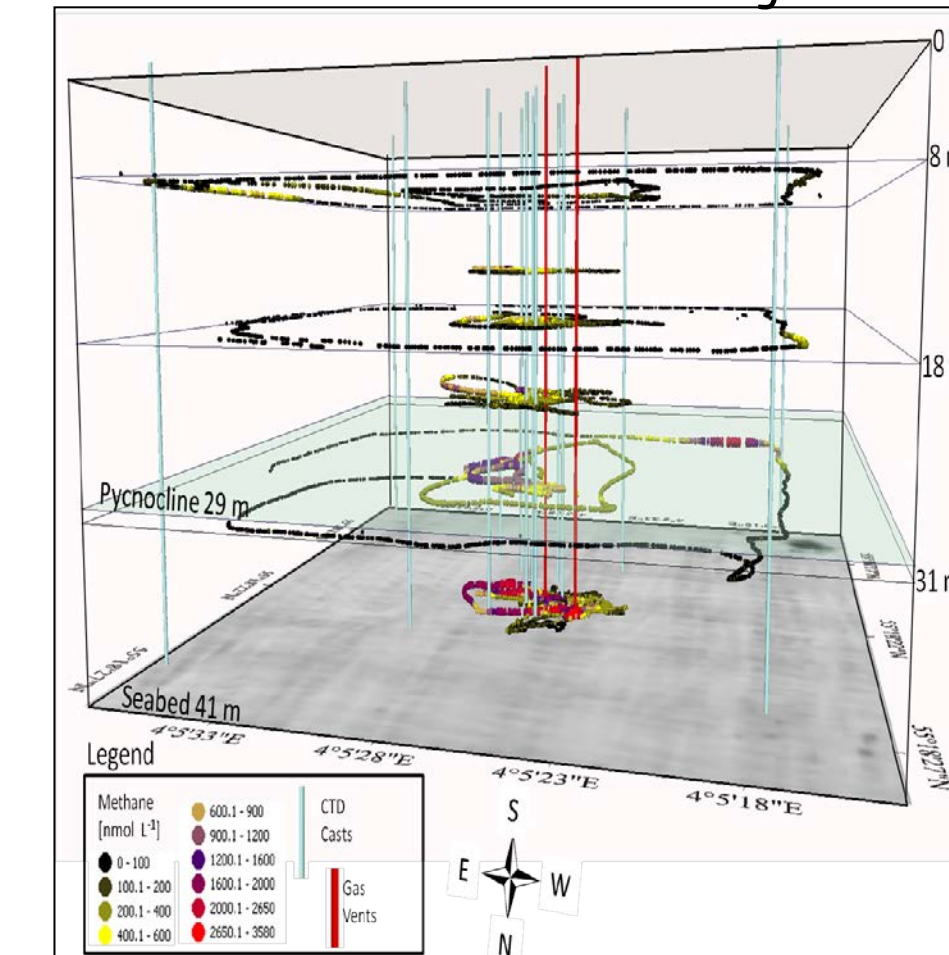 0
8 m
18
Pycnocline 29 m
31 m
Seabed 41 m
4°5'33"E
4°5'28"E
4°5'23"E
4°5'18"E
Legend
Methane
[nmol L⁻¹]
0 - 100
100.1 - 200
200.1 - 400
400.1 - 600
600.1 - 900
900.1 - 1200
1200.1 - 1600
1600.1 - 2000
2000.1 - 2650
2650.1 - 3580
CTD
Casts
Gas
Vents
S
E
W
N